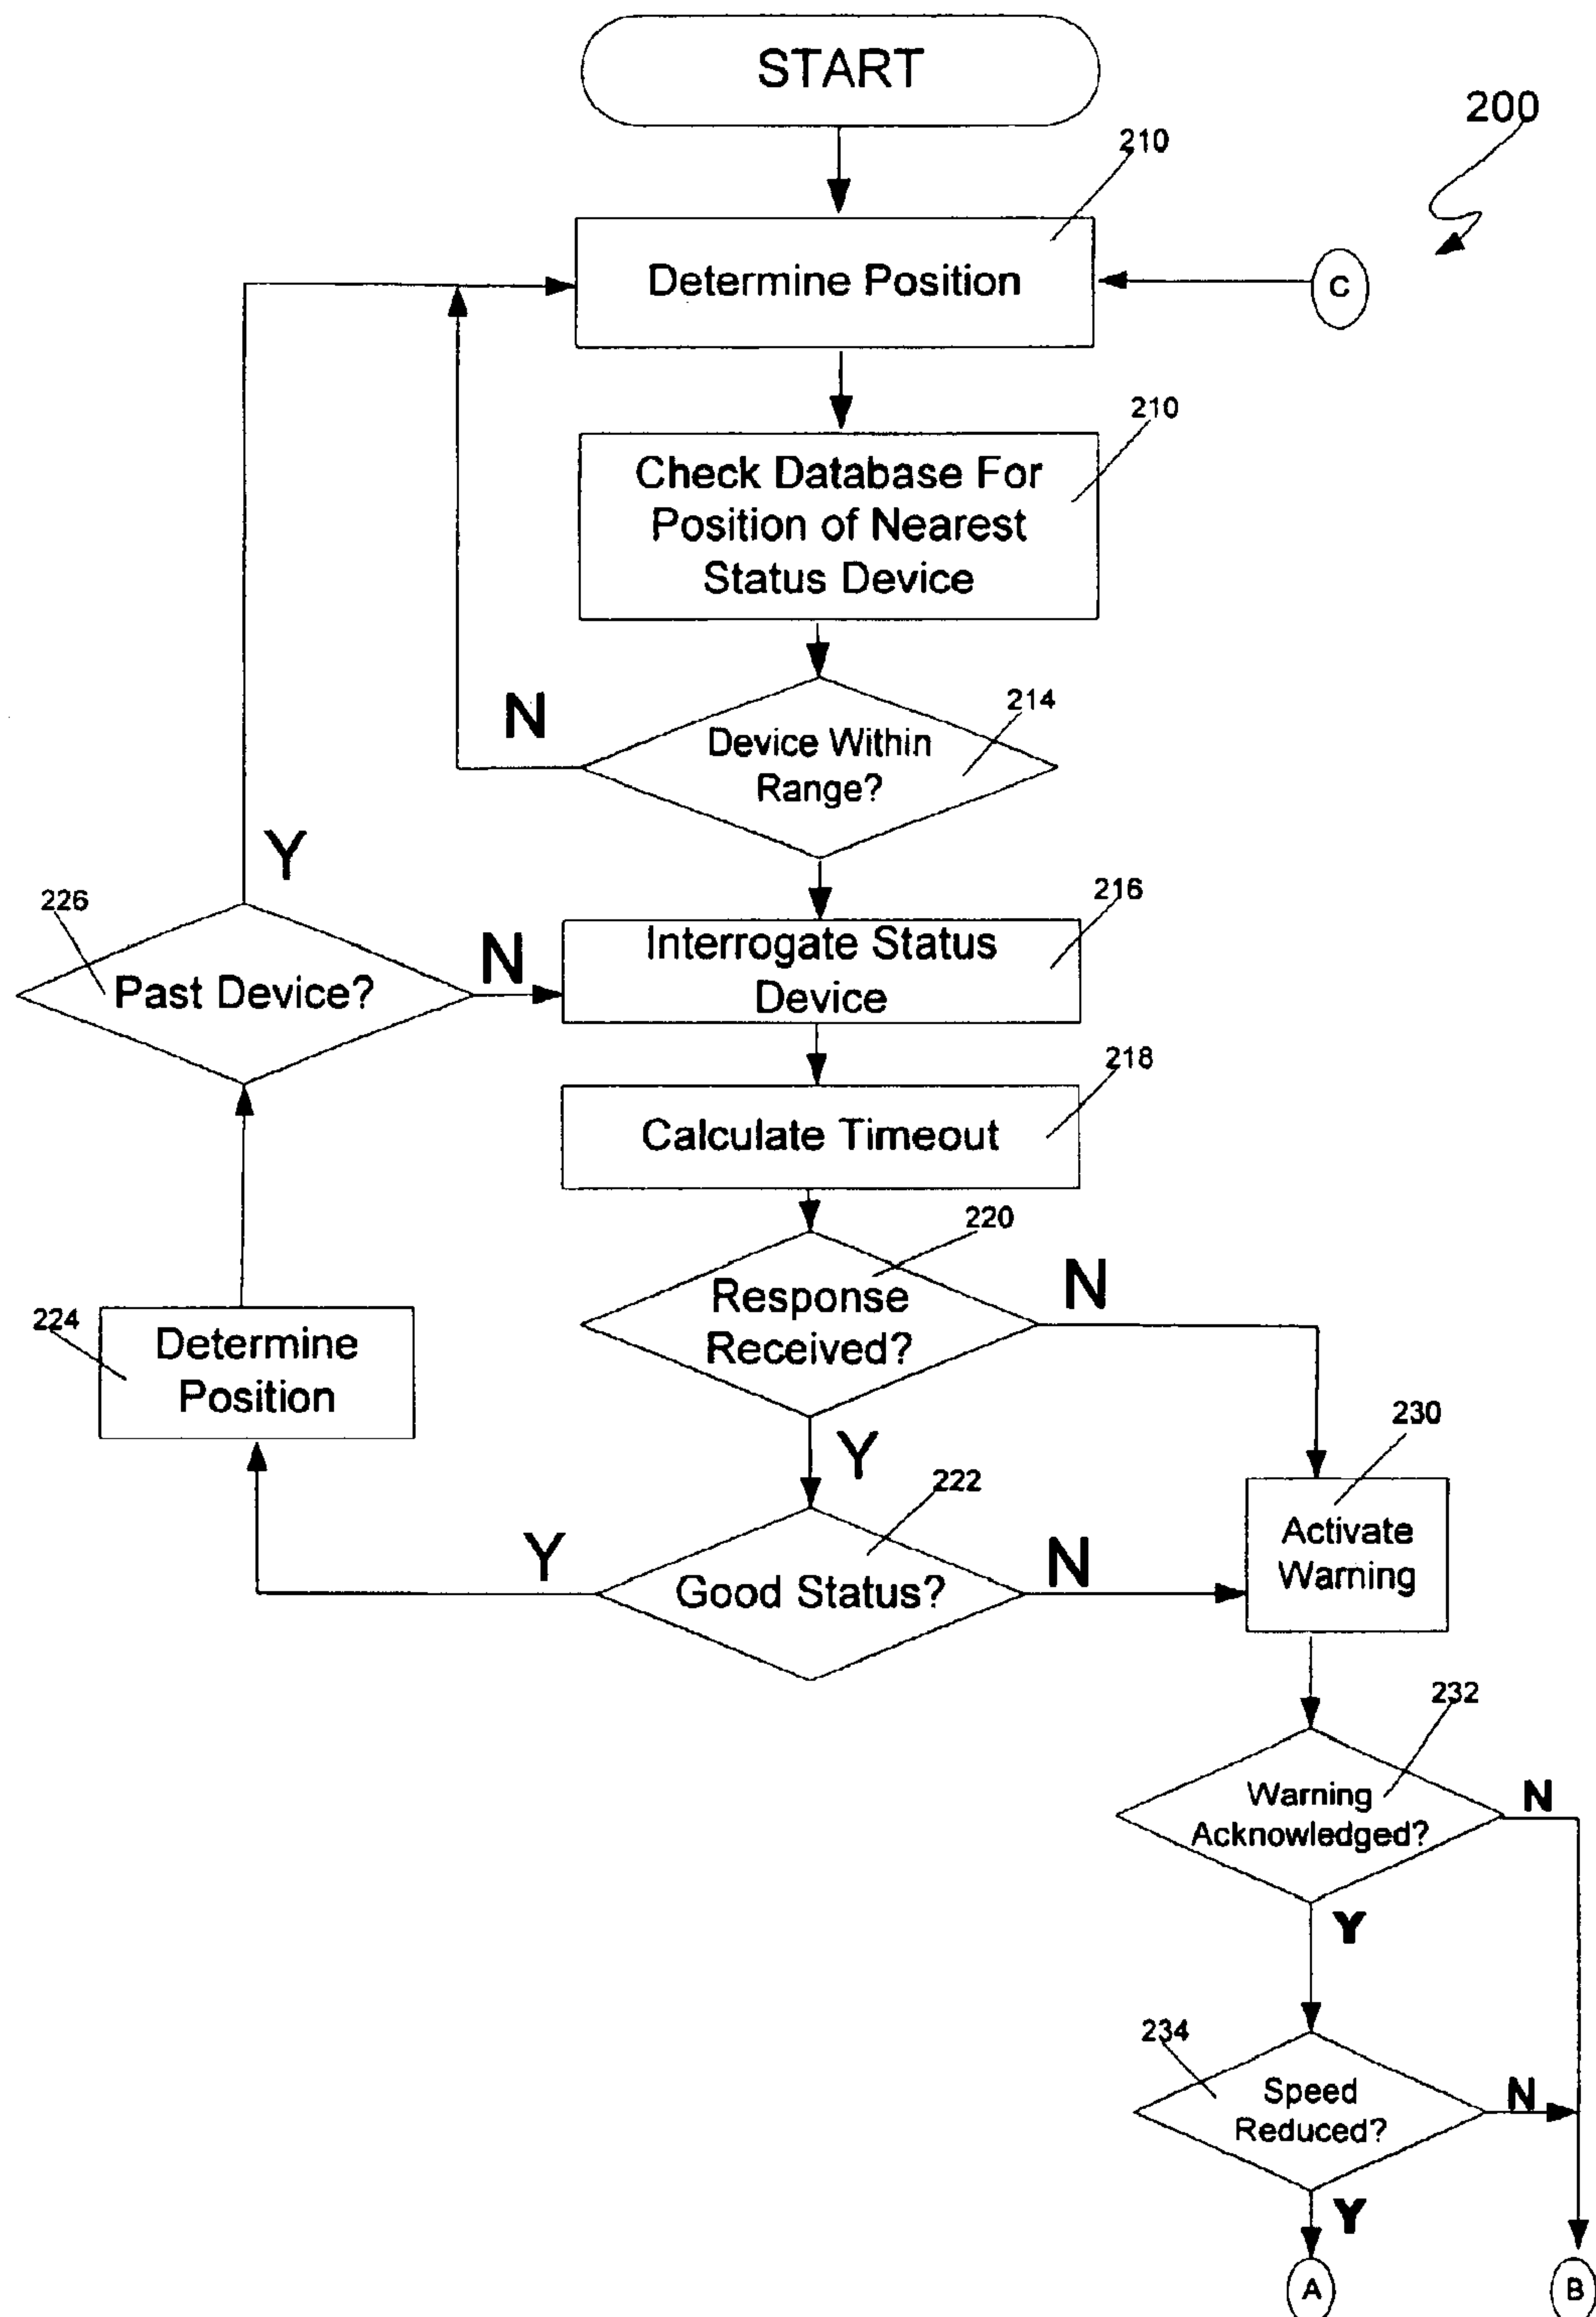 START
200
210
Determine Position
C
210
Check Database For
Position of Nearest
Status Device
N
214
Device Within
Range?
Y
226
216
Past Device?
N
Interrogate Status
Device
218
Calculate Timeout
220
Response
Received?
N
224
Determine
Position
230
Y
222
Y
Good Status?
N
Activate
Warning
232
Warning
Acknowledged?
N
Y
234
Speed
Reduced?
N
Y
A
B